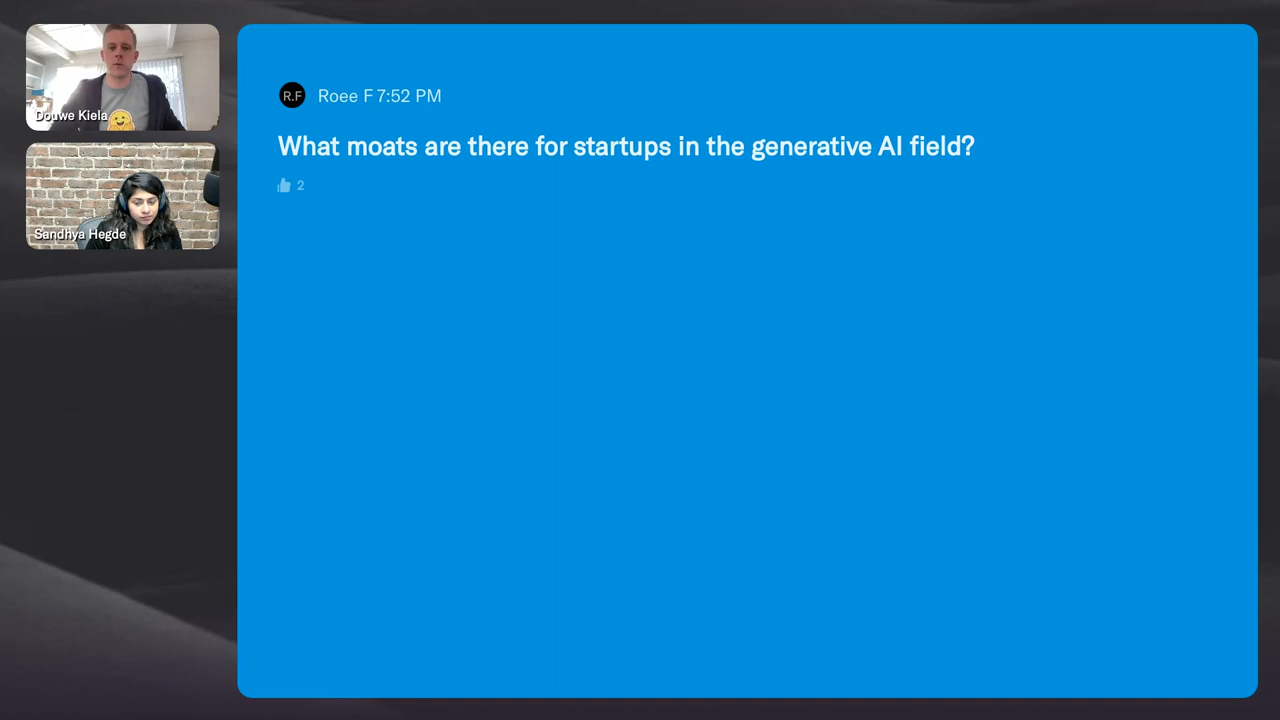 Douwe Kiela
Sandhya Hegde
R.F
Roee F 7:52 PM
What moats are there for startups in the generative AI field?
2